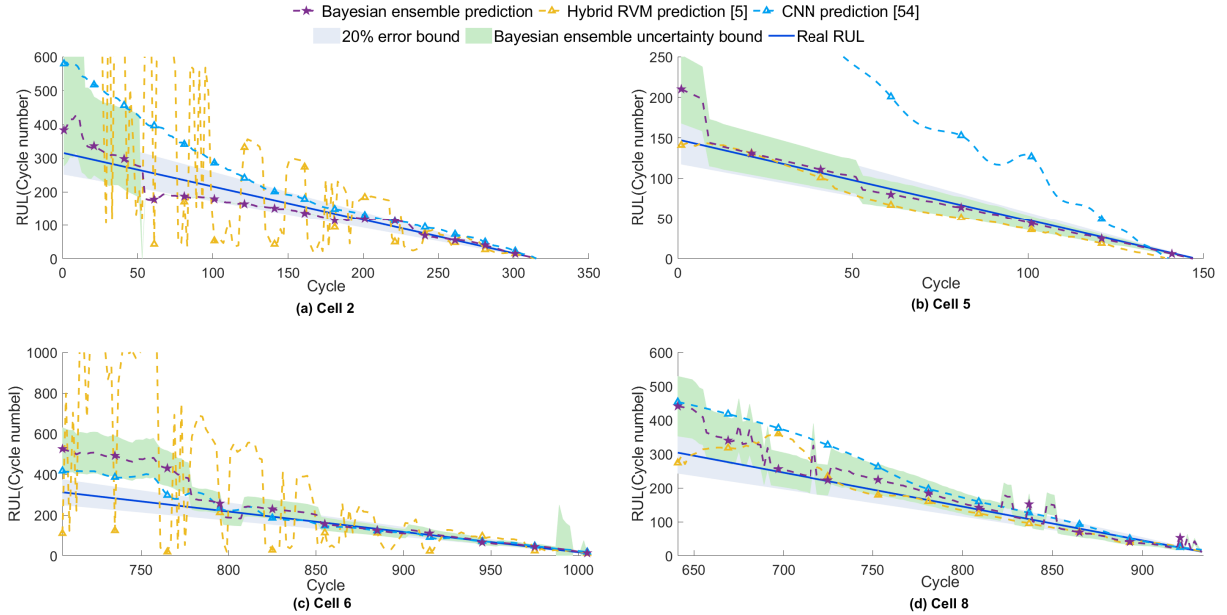 Bayesian ensemble prediction Hybrid RVM prediction [5] CNN prediction [54]
20% error bound Bayesian ensemble uncertainty bound Real RUL
RUL(Cycle number)
600
500
400
300
200
100
0
0 50 100 150 200 250 300 350
Cycle
(a) Cell 2
RUL(Cycle number)
250
200
150
100
50
0
0 50 100 150
Cycle
(b) Cell 5
RUL(Cycle numbel)
1000
800
600
400
200
0
750 800 850 900 950 1000
Cycle
(c) Cell 6
RUL(Cycle numbel)
600
500
400
300
200
100
0
650 700 750 800 850 900
Cycle
(d) Cell 8